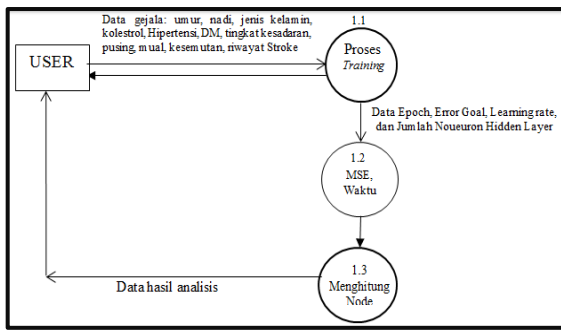 Data gejala: umur, nadi, jenis kelamin,
kolestrol, Hipertensi, DM, tingkat kesadaran,
pusing, mual, kesemutan, riwayat Stroke
USER
1.1
Proses
Training
Data Epoch, Error Goal, Learning rate,
dan Jumlah Noueuron Hidden Layer
1.2
MSE,
Waktu
1.3
Menghitung
Node
Data hasil analisis